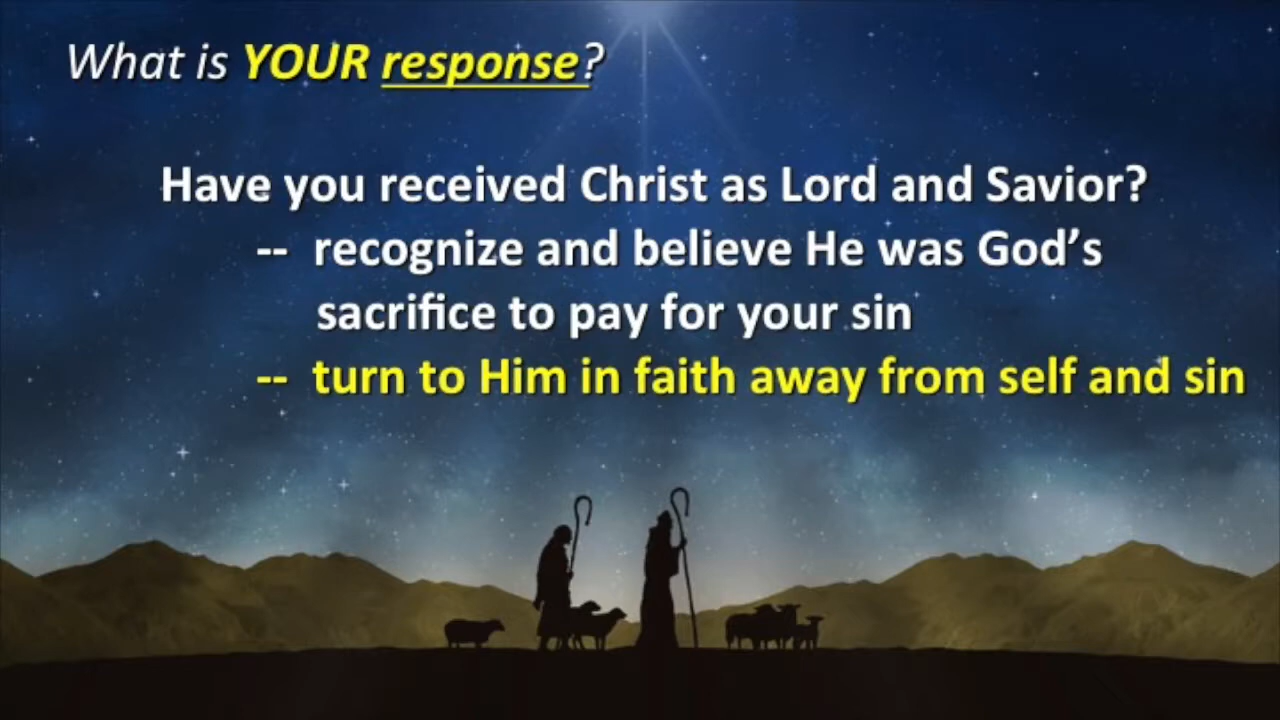 What is YOUR response?
Have you received Christ as Lord and Savior?
-- recognize and believe He was God’s
sacrifice to pay for your sin
-- turn to Him in faith away from self and sin